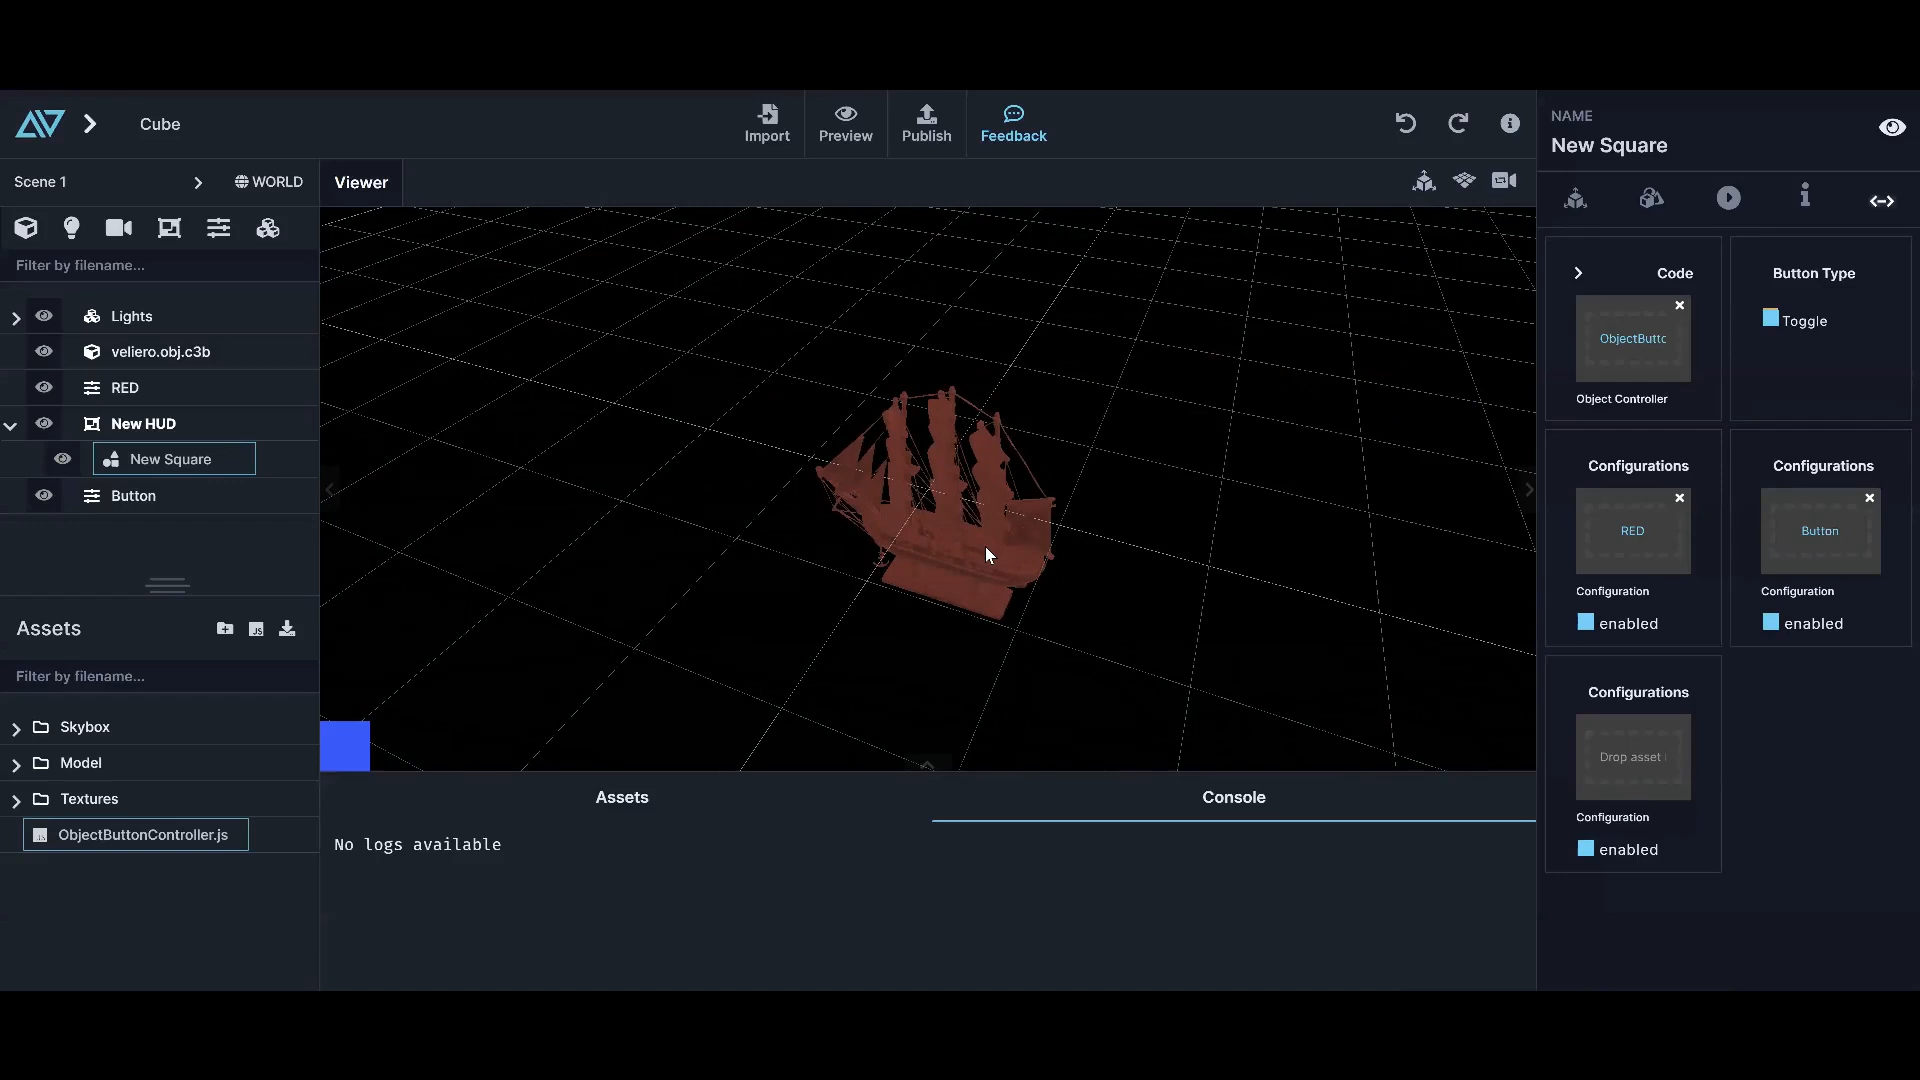 Cube
Import
Preview
Publish
Feedback
Scene 1
WORLD
Viewer
Filter by filename...
Lights
veliero.obj.c3b
RED
New HUD
New Square
Button
Assets
JS
Filter by filename...
Skybox
Model
Textures
ObjectButtonController.js
Assets
Console
No logs available
NAME
New Square
Code
ObjectButtc
Object Controller
Button Type
Toggle
Configurations
RED
Configuration
enabled
Configurations
Button
Configuration
enabled
Configurations
Drop asset
Configuration
enabled